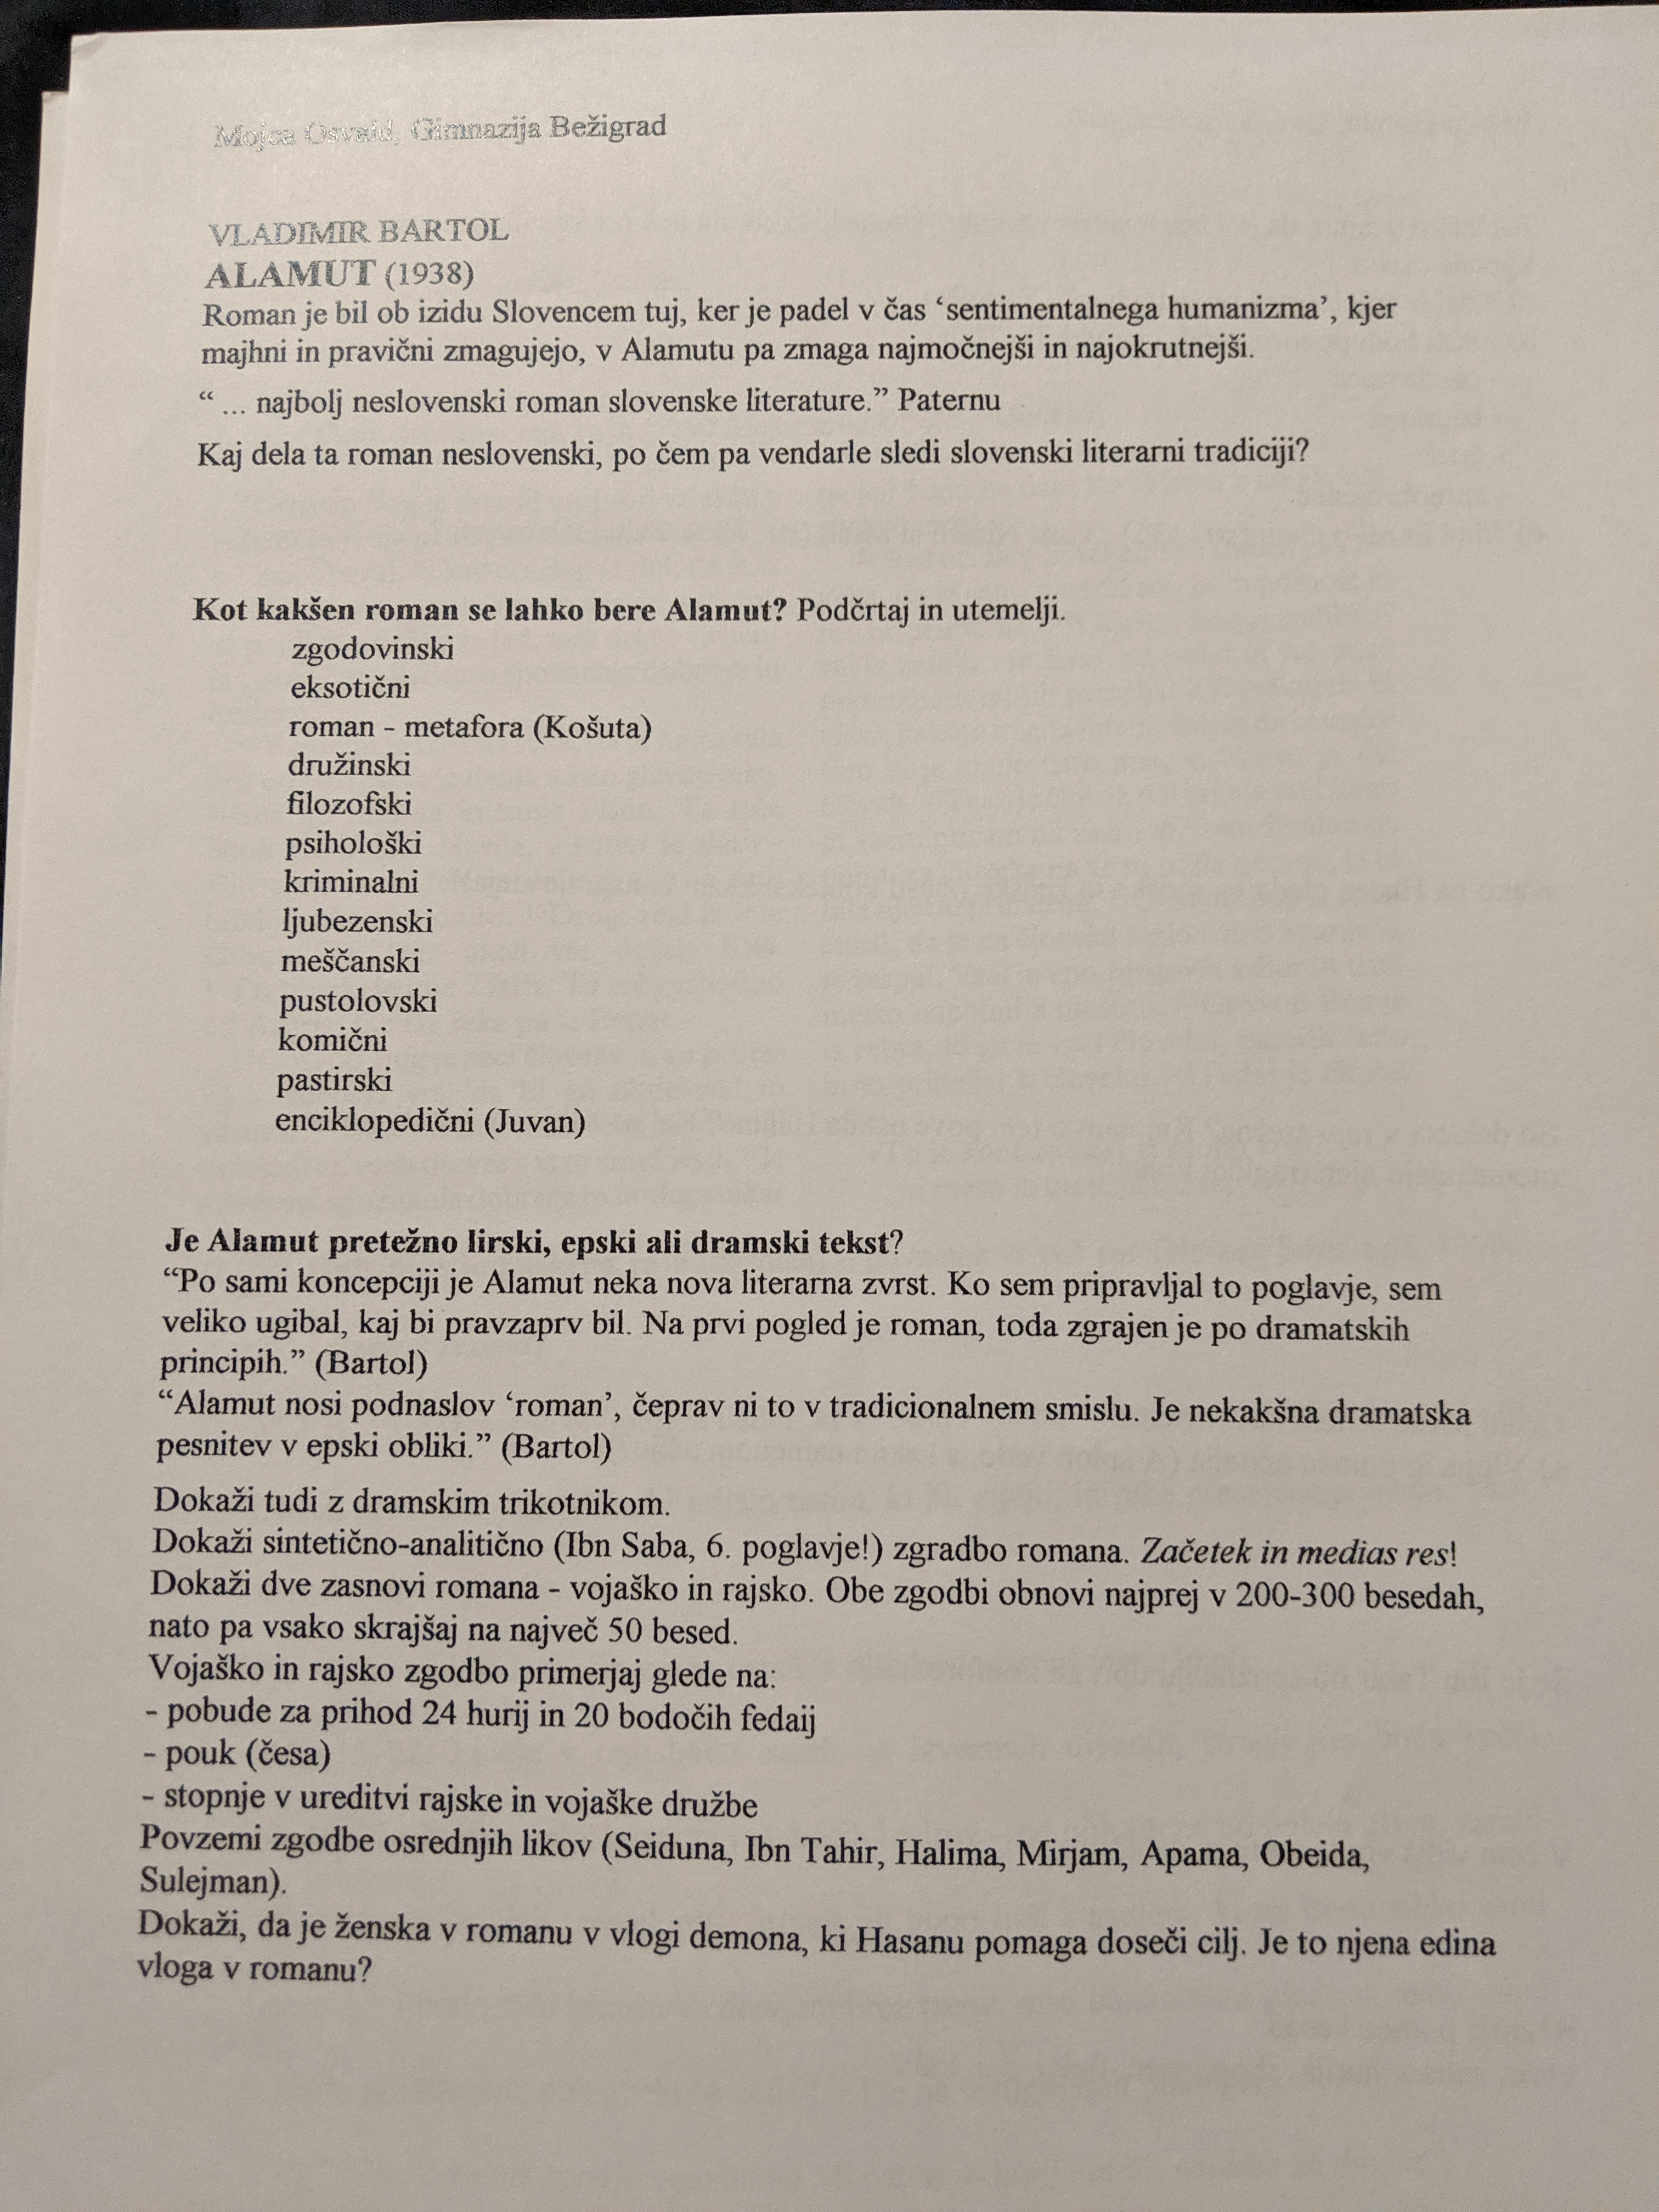 Mojca Osvald, Gimnazija Bežigrad
VLADIMIR BARTOL
ALAMUT (1938)
Roman je bil ob izidu Slovencem tuj, ker je padel v čas ‘sentimentalnega humanizma’, kjer
majhni in pravični zmagujejo, v Alamutu pa zmaga najmočnejši in najokrutnejši.
“ ... najbolj neslovenski roman slovenske literature.” Paternu
Kaj dela ta roman neslovenski, po čem pa vendarle sledi slovenski literarni tradiciji?
Kot kakšen roman se lahko bere Alamut? Podčrtaj in utemelji.
zgodovinski
eksotični
roman - metafora (Košuta)
družinski
filozofski
psihološki
kriminalni
ljubezenski
meščanski
pustolovski
komični
pastirski
enciklopedični (Juvan)
Je Alamut pretežno lirski, epski ali dramski tekst?
“Po sami koncepciji je Alamut neka nova literarna zvrst. Ko sem pripravljal to poglavje, sem
veliko ugibal, kaj bi pravzaprv bil. Na prvi pogled je roman, toda zgrajen je po dramatskih
principih.” (Bartol)
“Alamut nosi podnaslov ‘roman’, čeprav ni to v tradicionalnem smislu. Je nekakšna dramatska
pesnitev v epski obliki.” (Bartol)
Dokaži tudi z dramskim trikotnikom.
Dokaži sintetično-analitično (Ibn Saba, 6. poglavje!) zgradbo romana. Začetek in medias res!
Dokaži dve zasnovi romana - vojaško in rajsko. Obe zgodbi obnovi najprej v 200-300 besedah,
nato pa vsako skrajšaj na največ 50 besed.
Vojaško in rajsko zgodbo primerjaj glede na:
- pobude za prihod 24 hurij in 20 bodočih fedaij
- pouk (česa)
- stopnje v ureditvi rajske in vojaške družbe
Povzemi zgodbe osrednjih likov (Seiduna, Ibn Tahir, Halima, Mirjam, Apama, Obeida,
Sulejman).
Dokaži, da je ženska v romanu v vlogi demona, ki Hasanu pomaga doseči cilj. Je to njena edina
vloga v romanu?